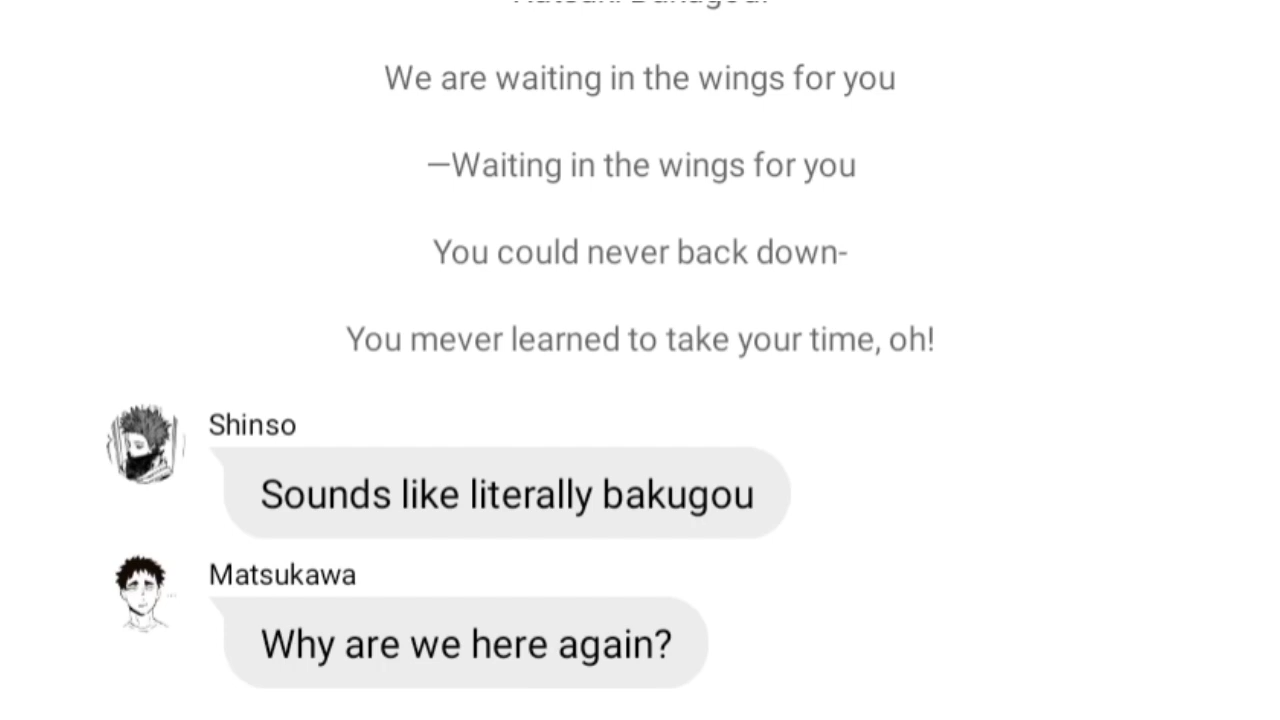 We are waiting in the wings for you
—Waiting in the wings for you
You could never back down-
You mever learned to take your time, oh!
Shinso
Sounds like literally bakugou
Matsukawa
Why are we here again?